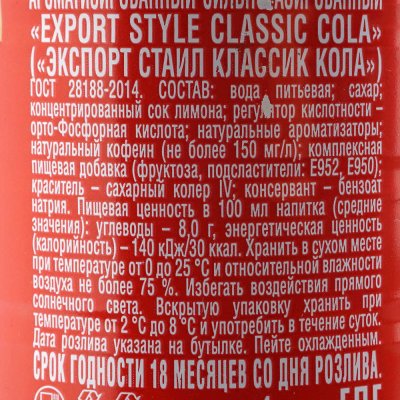 АРОМАТИЗИРОВАННЫЙ СИЛЬНОГАЗИРОВАННЫЙ
«EXPORT STYLE CLASSIC COLA»
(«ЭКСПОРТ СТАИЛ КЛАССИК КОЛА»)
ГОСТ 28188-2014. СОСТАВ: вода питьевая; сахар;
концентрированный сок лимона; регулятор кислотности –
орто-Фосфорная кислота; натуральные ароматизаторы;
натуральный кофеин (не более 150 мг/л); комплексная
пищевая добавка (фруктоза, подсластители: Е952, Е950);
краситель – сахарный колер IV; консервант – бензоат
натрия. Пищевая ценность в 100 мл напитка (средние
значения): углеводы – 8,0 г, энергетическая ценность
(калорийность) – 140 кДж/30 ккал. Хранить в сухом месте
при температуре от 0 до 25 °С и относительной влажности
воздуха не более 75 %. Избегать воздействия прямого
солнечного света. Вскрытую упаковку хранить при
температуре от 2 °С до 8 °С и употребить в течение суток.
Дата розлива указана на бутылке. Пейте охлажденным.
СРОК ГОДНОСТИ 18 МЕСЯЦЕВ СО ДНЯ РОЗЛИВА.